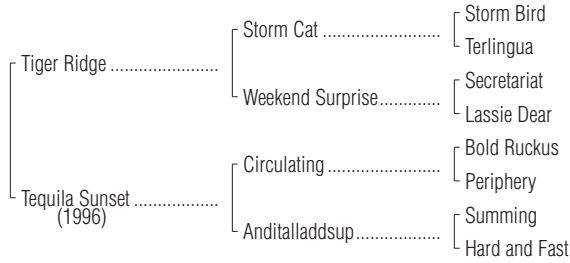 Storm Bird
Storm Cat ........................
Terlingua
Tiger Ridge ......................
Secretariat
Weekend Surprise.............
Lassie Dear
Bold Ruckus
Circulating .......................
Periphery
Tequila Sunset .................
(1996)
Summing
Anditalladdsup.................
Hard and Fast